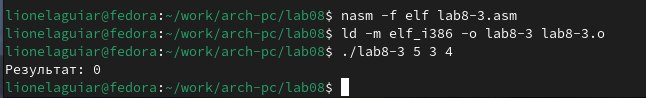 lionelaguiar@fedora:~/work/arch-pc/lab08$ nasm -f elf lab8-3.asm
lionelaguiar@fedora:~/work/arch-pc/lab08$ ld -m elf_i386 -o lab8-3 lab8-3.o
lionelaguiar@fedora:~/work/arch-pc/lab08$ ./lab8-3 5 3 4
Результат: 0
lionelaguiar@fedora:~/work/arch-pc/lab08$